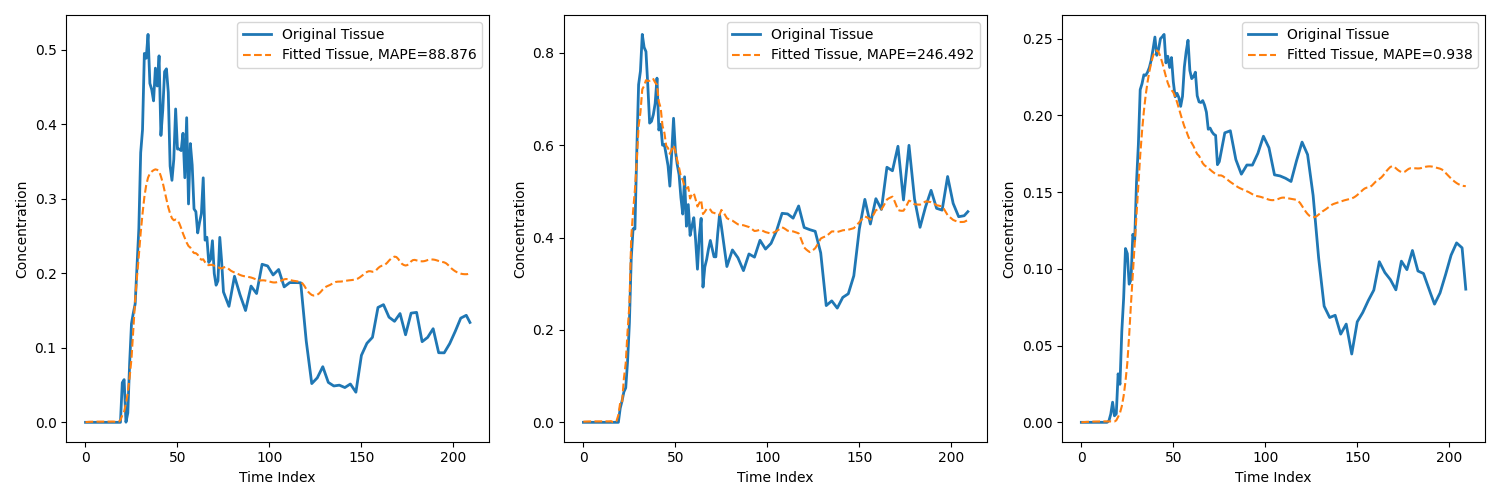 Original Tissue
Fitted Tissue, MAPE=88.876
Concentration
0.5
0.4
0.3
0.2
0.1
0.0
0 50 100 150 200
Time Index
Original Tissue
Fitted Tissue, MAPE=246.492
Concentration
0.8
0.6
0.4
0.2
0.0
0 50 100 150 200
Time Index
Original Tissue
Fitted Tissue, MAPE=0.938
Concentration
0.25
0.20
0.15
0.10
0.05
0.00
0 50 100 150 200
Time Index